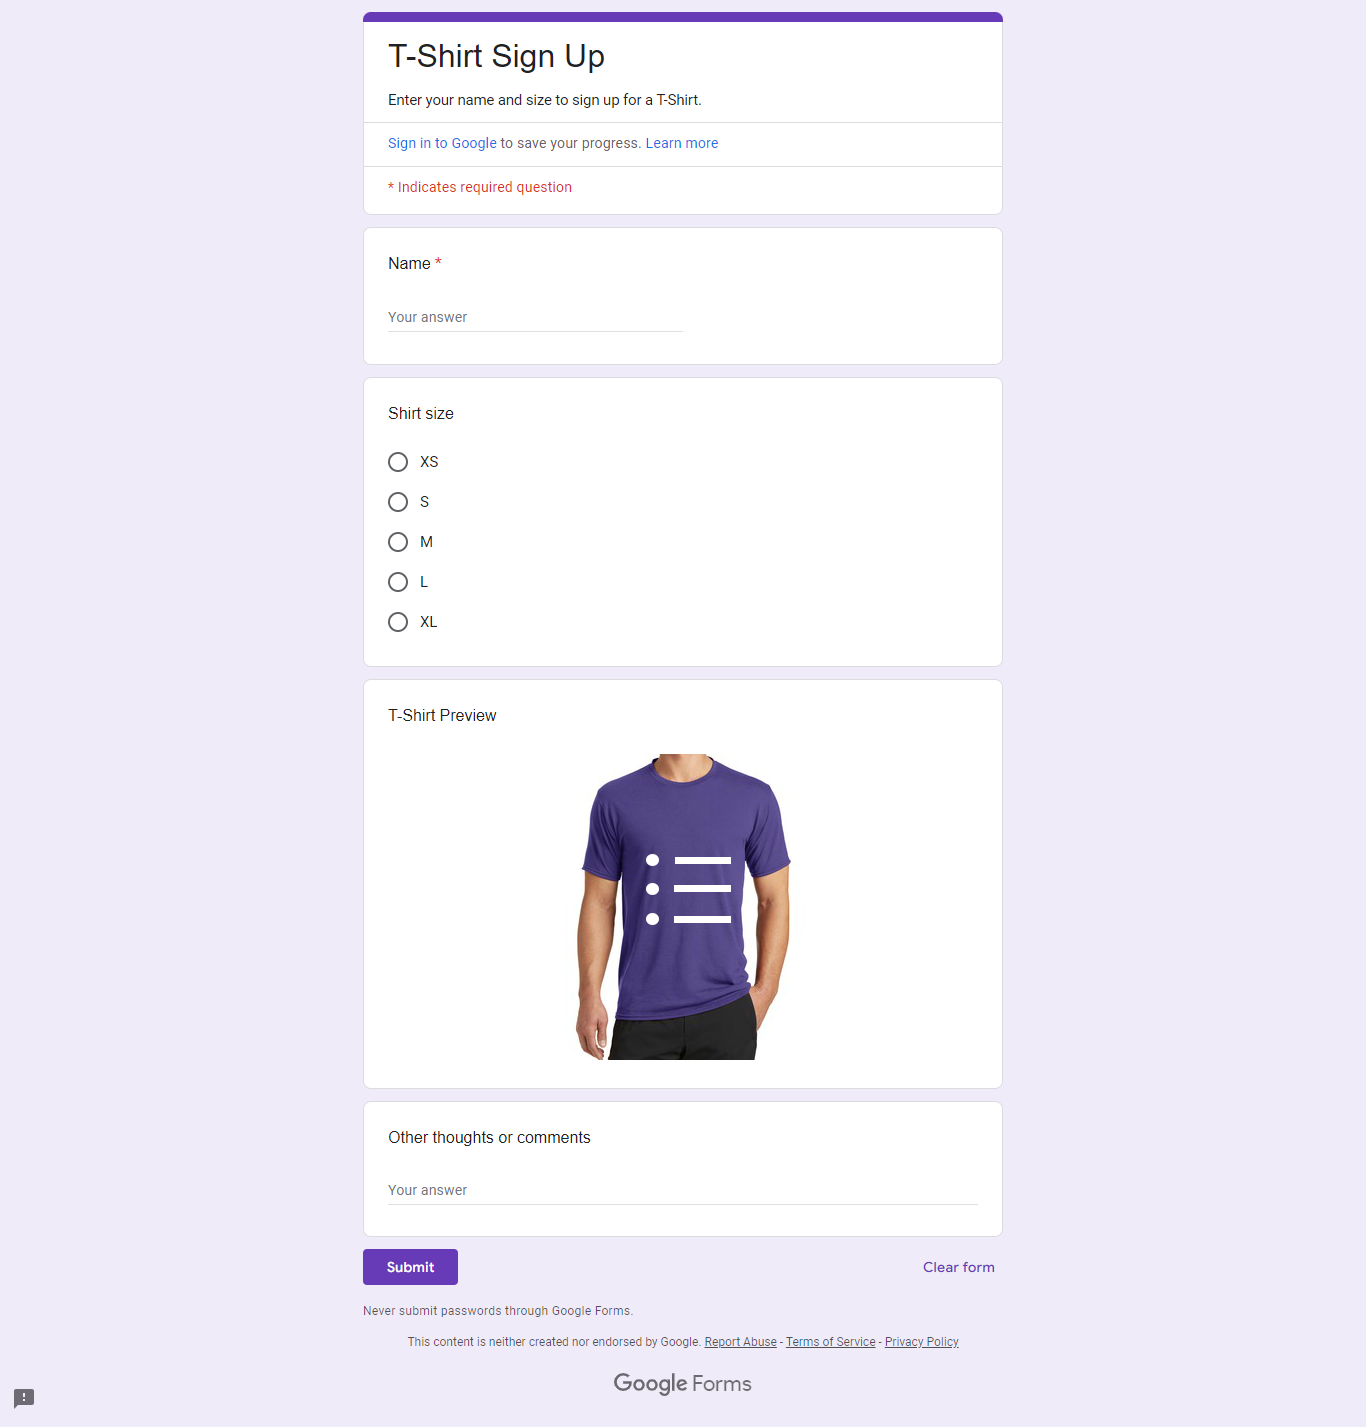 T-Shirt Sign Up
Enter your name and size to sign up for a T-Shirt.
Sign in to Google to save your progress. Learn more
* Indicates required question
Name *
Your answer
Shirt size
XS
S
M
L
XL
T-Shirt Preview
Other thoughts or comments
Your answer
Submit
Clear form
Never submit passwords through Google Forms.
This content is neither created nor endorsed by Google. Report Abuse - Terms of Service - Privacy Policy
Google Forms